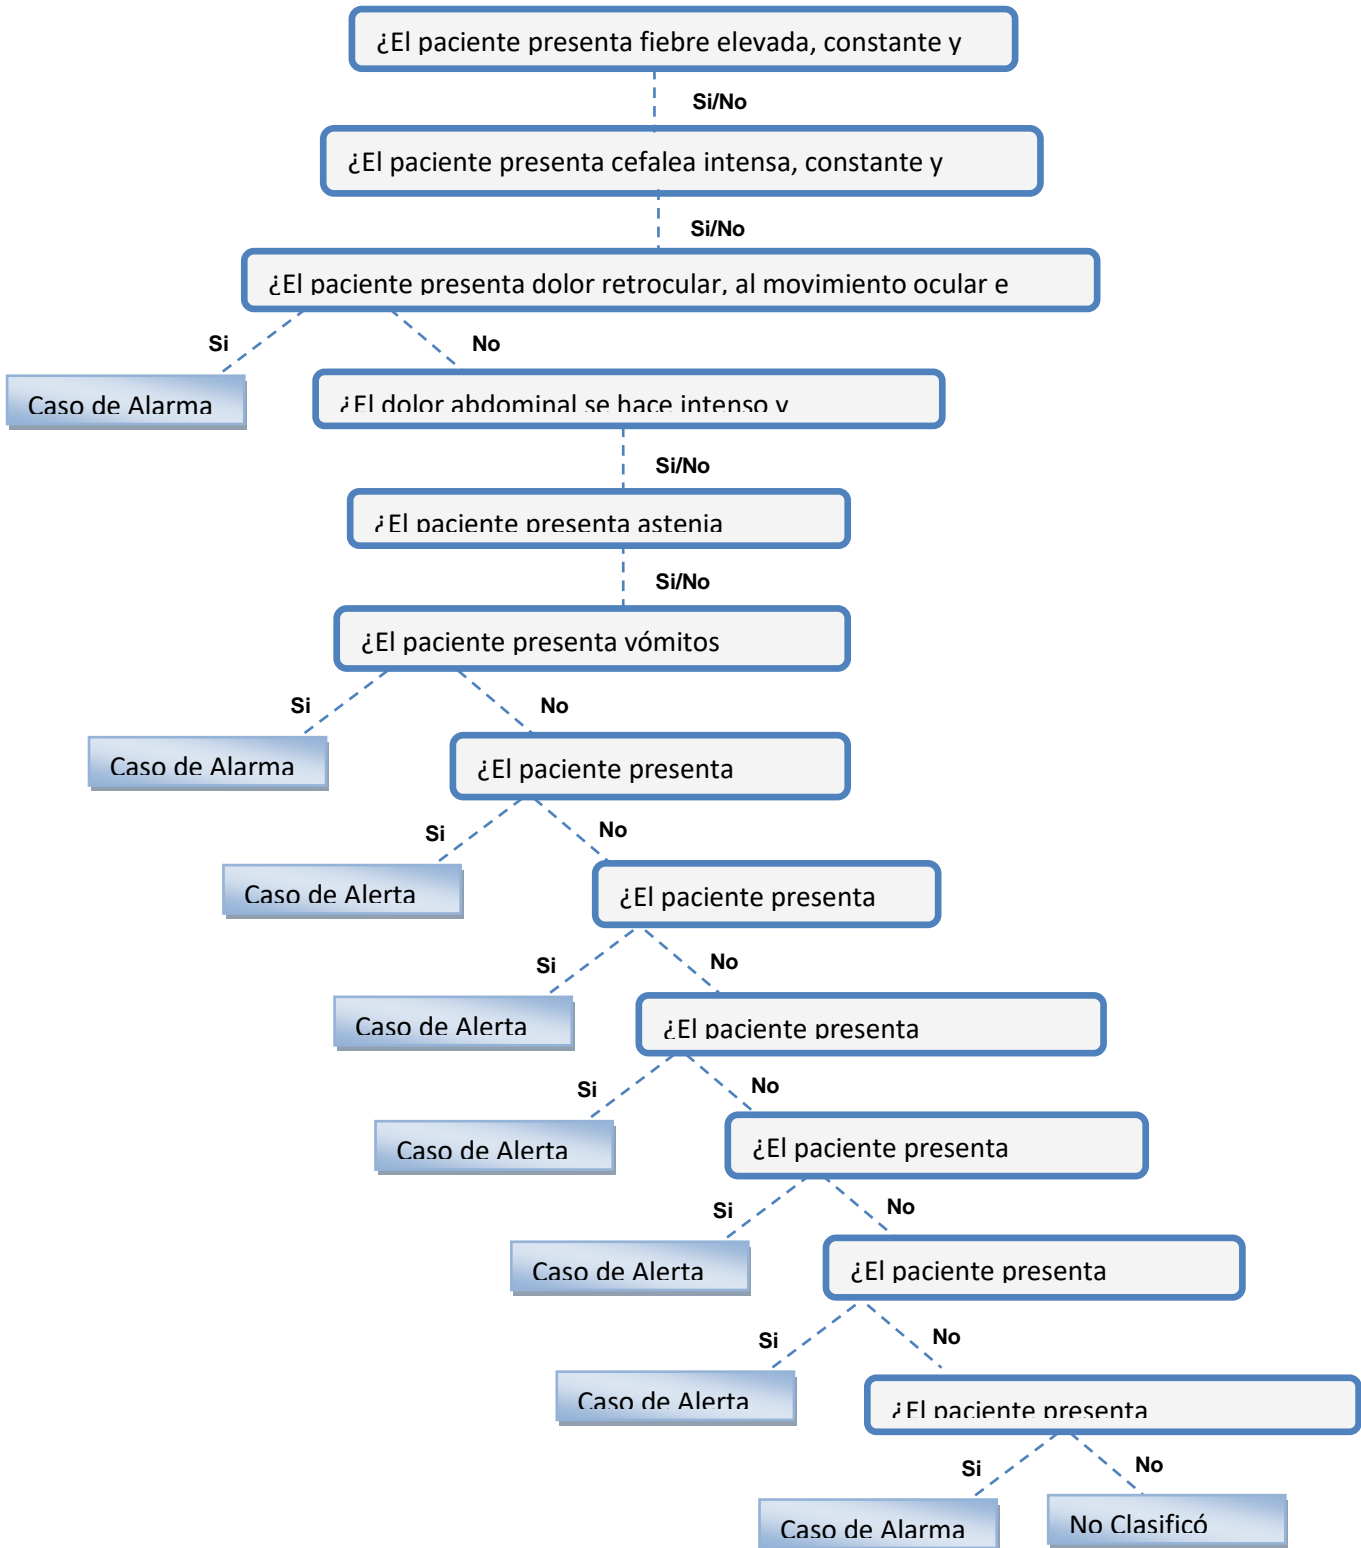 ¿El paciente presenta fiebre elevada, constante y
Si/No
¿El paciente presenta cefalea intensa, constante y
Si/No
¿El paciente presenta dolor retrocular, al movimiento ocular e
Si
No
Caso de Alarma
¿El dolor abdominal se hace intenso y
Si/No
¿El paciente presenta astenia
Si/No
¿El paciente presenta vómitos
Si
No
Caso de Alarma
¿El paciente presenta
Si
No
Caso de Alerta
¿El paciente presenta
Si
No
Caso de Alerta
¿El paciente presenta
Si
No
Caso de Alerta
¿El paciente presenta
Si
No
Caso de Alerta
¿El paciente presenta
Si
No
Caso de Alerta
¿El paciente presenta
Si
No
Caso de Alarma
No Clasificó